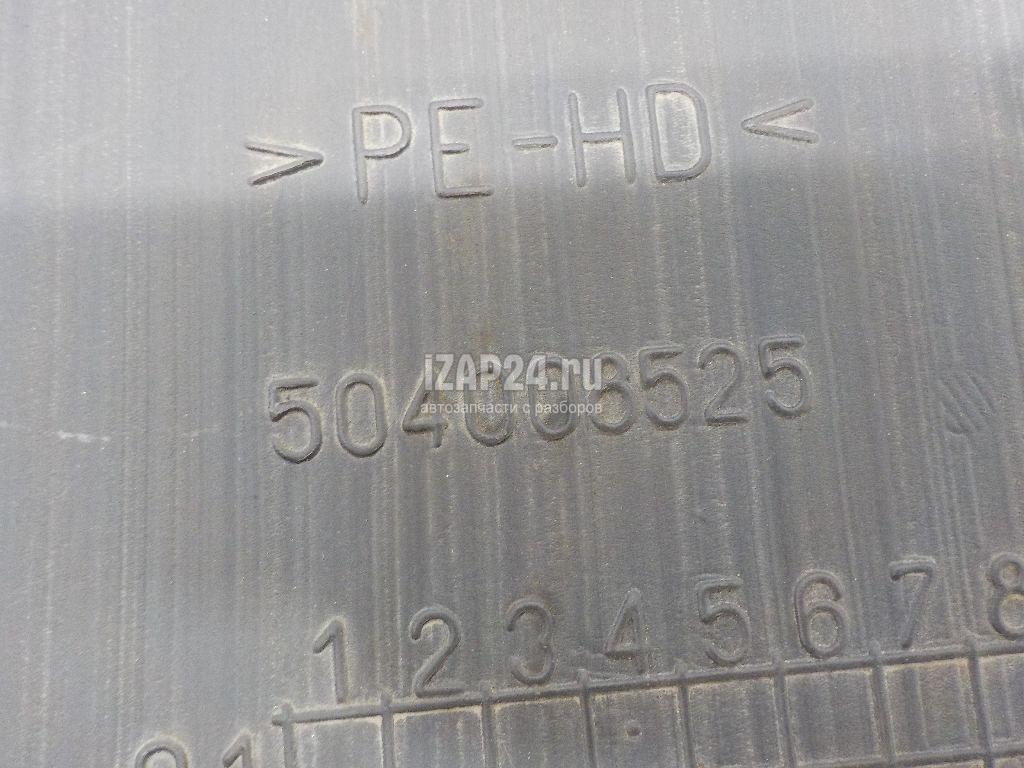 >PE-HD<
504008525
iZAP24.ru
автозапчасти с разборов
1 2 3 4 5 6 7 8